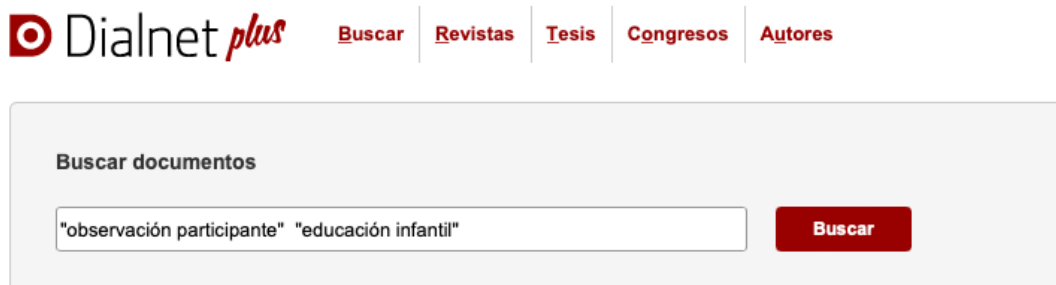 Dialnet plus Buscar Revistas Tesis Congresos Autores
Buscar documentos
"observación participante"  "educación infantil" Buscar